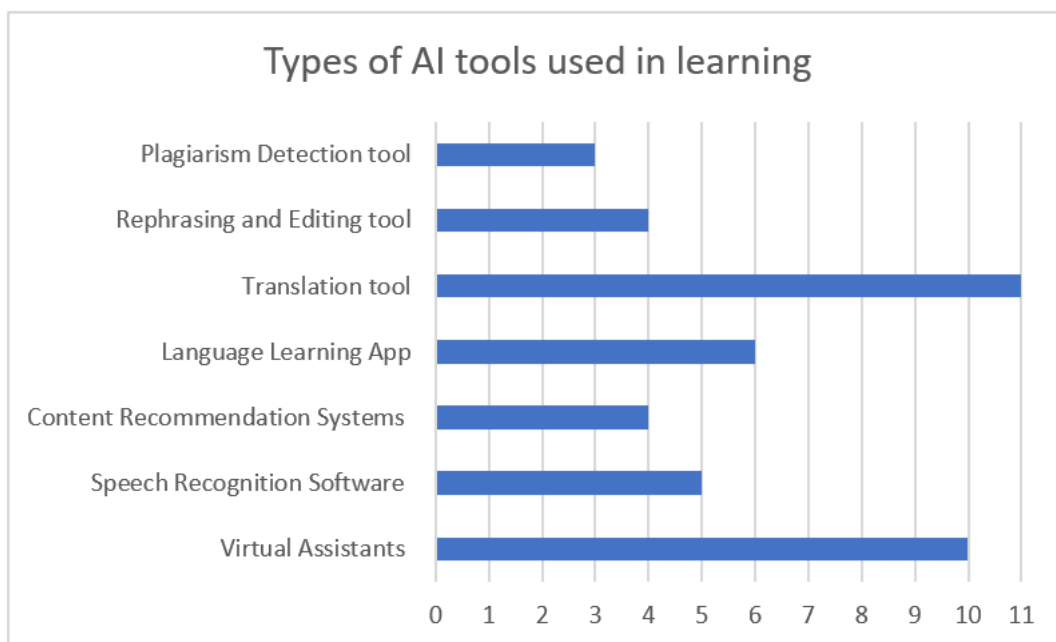 Types of AI tools used in learning
Plagiarism Detection tool
Rephrasing and Editing tool
Translation tool
Language Learning App
Content Recommendation Systems
Speech Recognition Software
Virtual Assistants
0 1 2 3 4 5 6 7 8 9 10 11